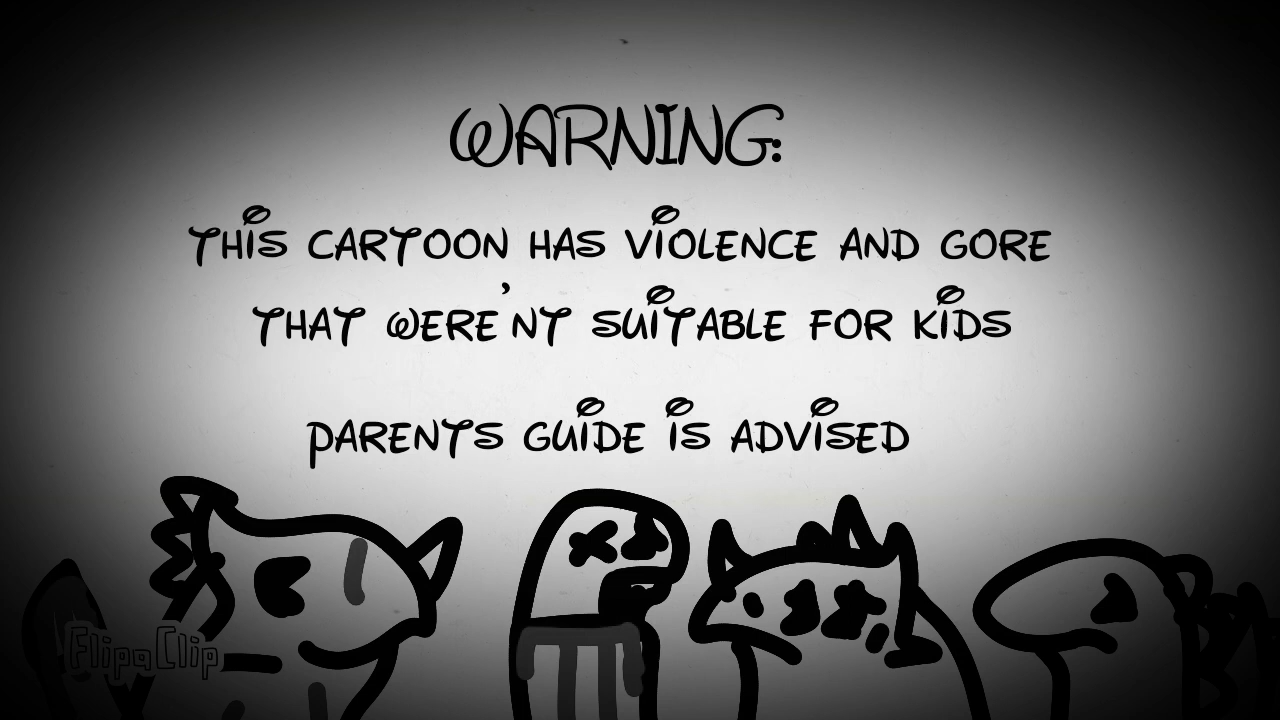 WARNING:
THIS CARTOON HAS VIOLENCE AND GORE
THAT WERE'NT SUITABLE FOR KIDS
PARENTS GUIDE IS ADVISED
FlipaClip